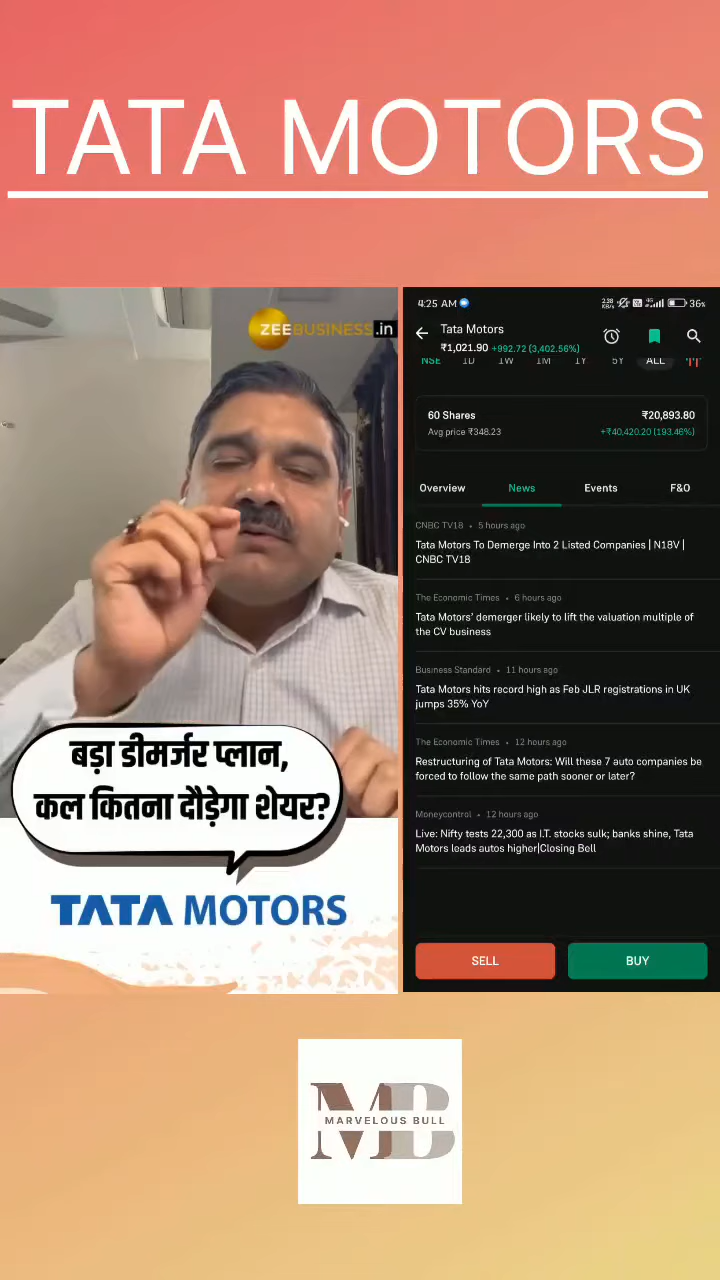 TATA MOTORS
ZEEBUSINESS.in
बड़ा डीमर्जर प्लान,
कल कितना दौड़ेगा शेयर?
TATA MOTORS
4:25 AM
36%
Tata Motors
₹1,021.90 +992.72 (3,402.56%)
NSE 1D 1W 1M 1Y 5Y ALL
60 Shares ₹20,893.80
Avg price ₹348.23 +₹40,420.20 (193.46%)
Overview News Events F&O
CNBC TV18 • 5 hours ago
Tata Motors To Demerge Into 2 Listed Companies | N18V |
CNBC TV18
The Economic Times • 6 hours ago
Tata Motors' demerger likely to lift the valuation multiple of
the CV business
Business Standard • 11 hours ago
Tata Motors hits record high as Feb JLR registrations in UK
jumps 35% YoY
The Economic Times • 12 hours ago
Restructuring of Tata Motors: Will these 7 auto companies be
forced to follow the same path sooner or later?
Moneycontrol • 12 hours ago
Live: Nifty tests 22,300 as I.T. stocks sulk; banks shine, Tata
Motors leads autos higher|Closing Bell
SELL BUY
MB
MARVELOUS BULL